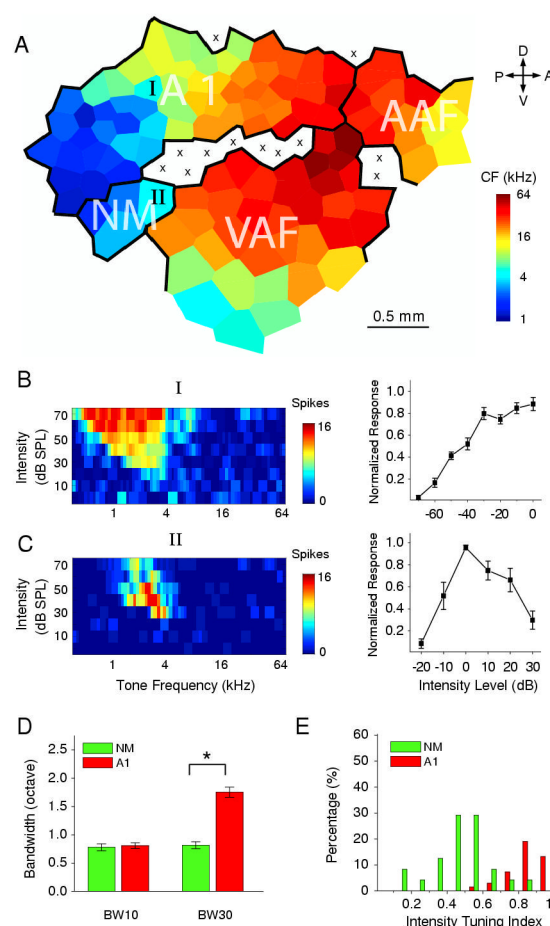 A
x x
D
P A
V
I
A 1
AAF
x x x x x x x x x x x x
NM
II
VAF
CF (kHz)
64
32
16
8
4
2
1
0.5 mm
B
I
Intensity
(dB SPL)
70
50
30
10
1 4 16 64
Spikes
16
0
Normalized Response
1.0
0.8
0.6
0.4
0.2
-60 -40 -20 0
C
II
Intensity
(dB SPL)
70
50
30
10
1 4 16 64
Tone Frequency (kHz)
Spikes
16
0
Normalized Response
1.0
0.8
0.6
0.4
0.2
-20 -10 0 10 20 30
Intensity Level (dB)
D
NM
A1
*
Bandwidth (octave)
2.5
2.0
1.5
1.0
0.5
0.0
BW10 BW30
E
NM
A1
Percentage (%)
60
50
40
30
20
10
0
0.2 0.4 0.6 0.8 1
Intensity Tuning Index